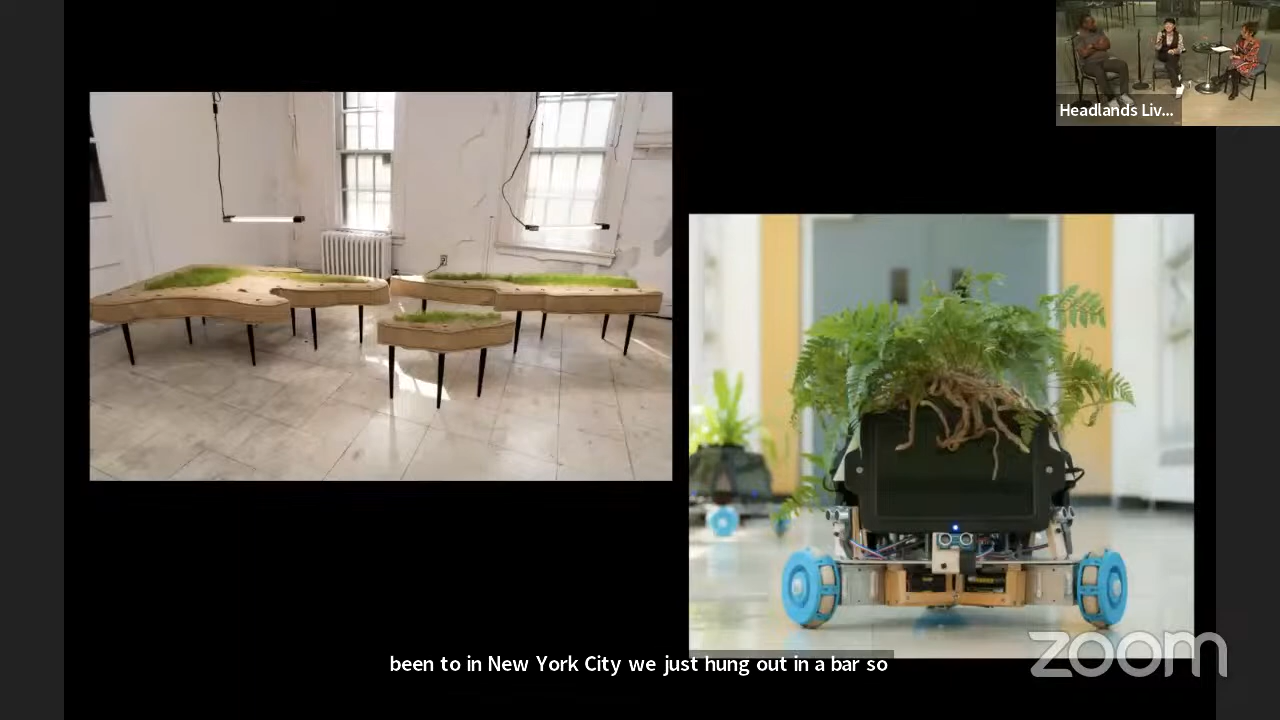 Headlands Liv...
been to in New York City we just hung out in a bar so
zoom